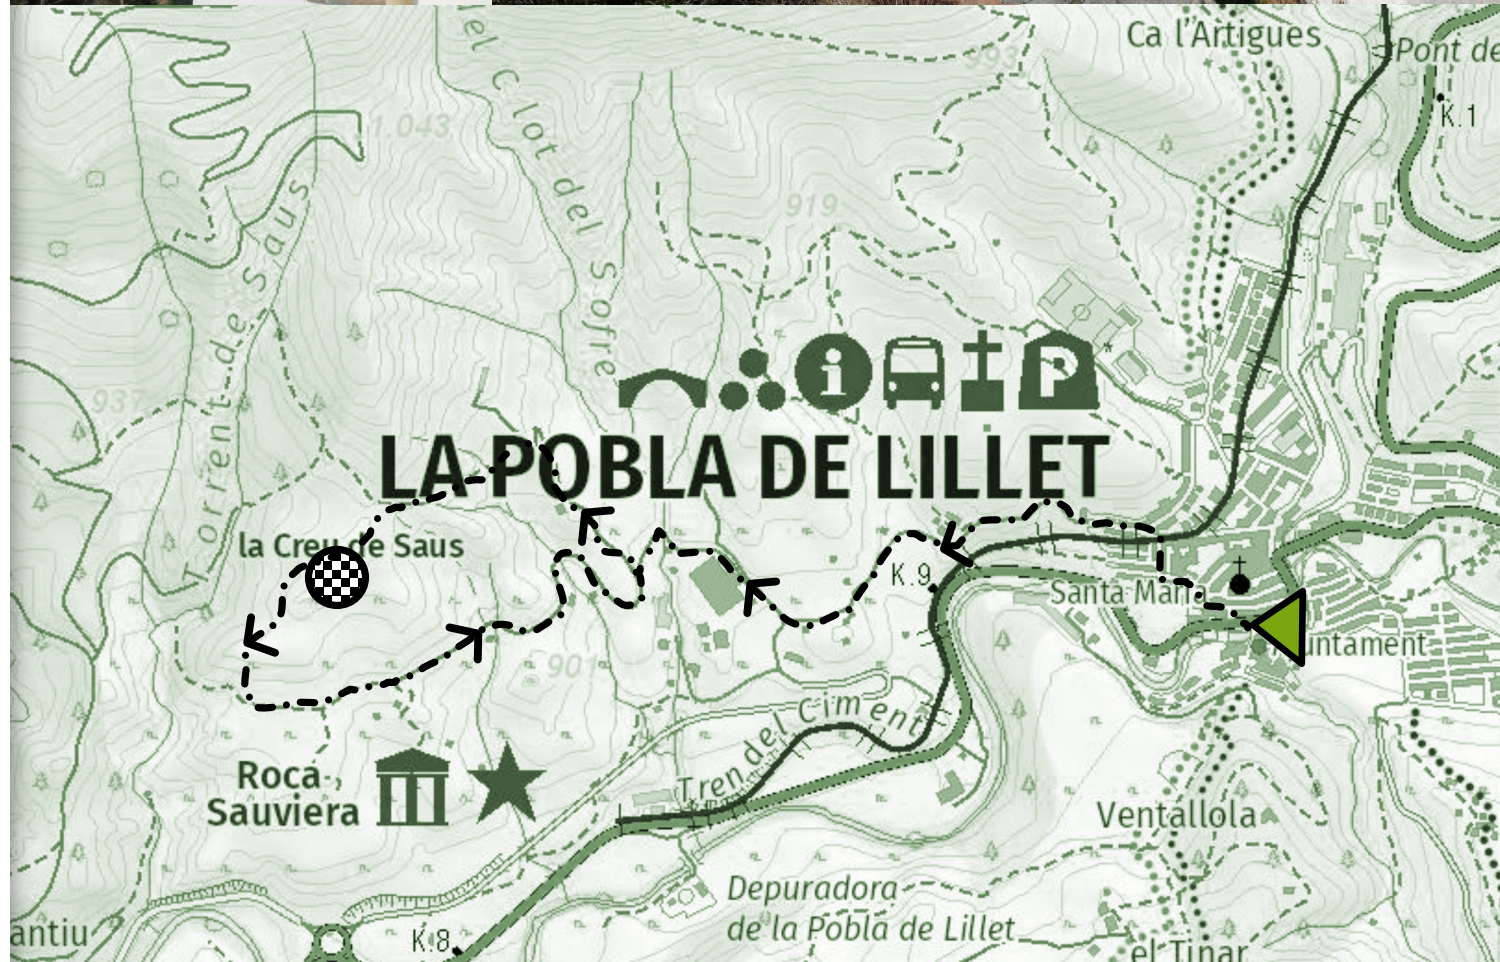 Ca l'Artigues
Pont de
993
K.1
1.043
el Clot del Sofre
919
Torrent de Saus
937
i
P
LA POBLA DE LILLET
la Creu de Saus
K.9
Santa Maria
untament
901
Tren del Ciment
Roca
Sauviera
Ventallola
Depuradora
de la Pobla de Lillet
antiu
K.8
el Tinar